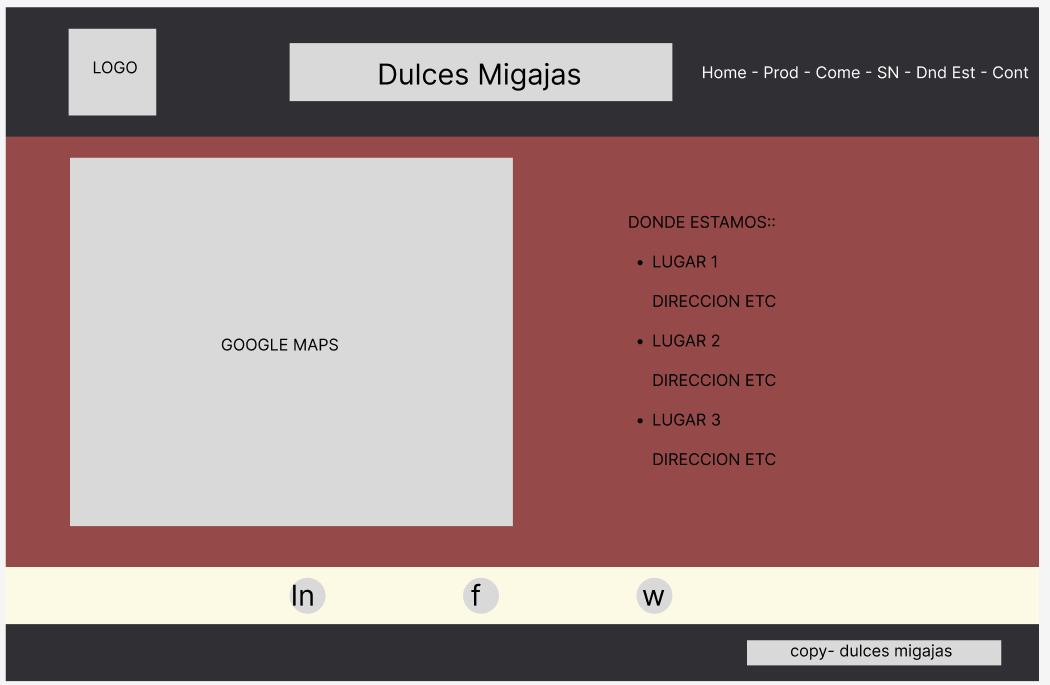 LOGO
Dulces Migajas
Home - Prod - Come - SN - Dnd Est - Cont
GOOGLE MAPS
DONDE ESTAMOS::
• LUGAR 1
DIRECCION ETC
• LUGAR 2
DIRECCION ETC
• LUGAR 3
DIRECCION ETC
In
f
w
copy- dulces migajas